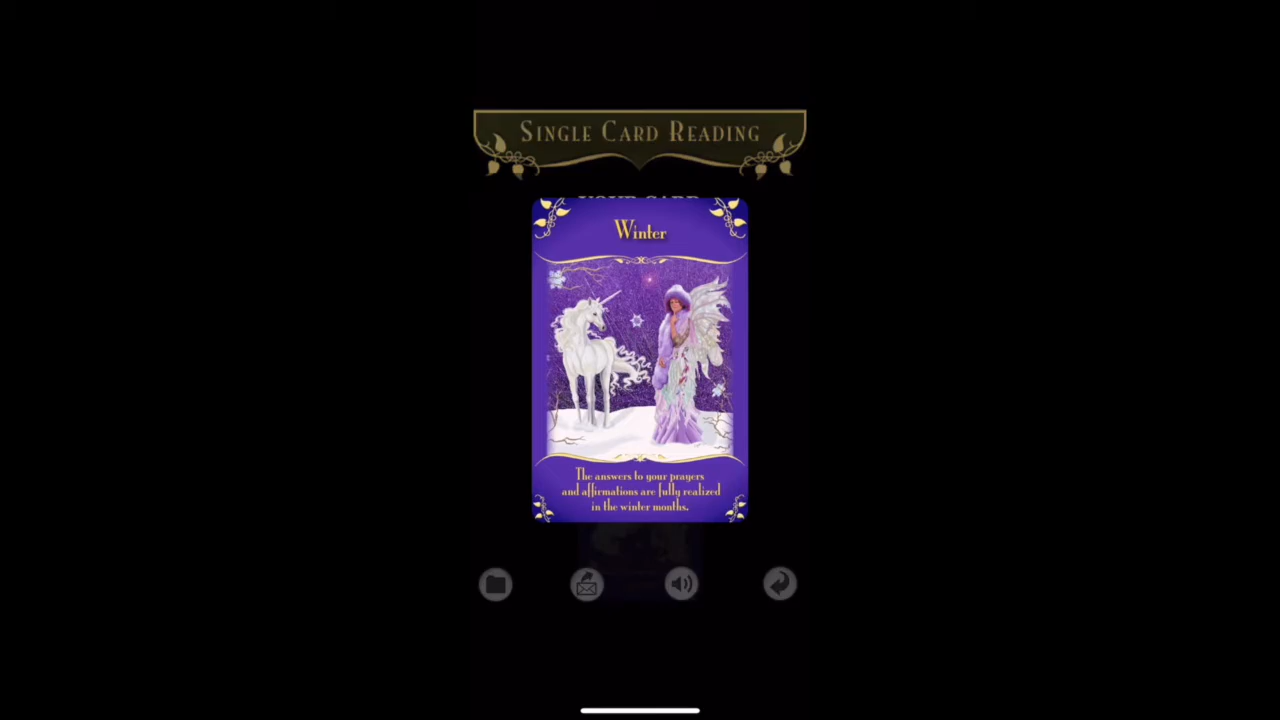 Single Card Reading
Winter
The answers to your prayers
and affirmations are fully realized
in the winter months.